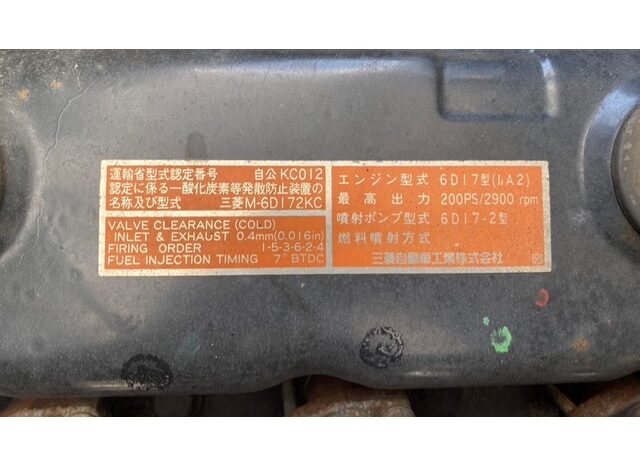 運輸省型式認定番号 自公KC012
認定に係る一酸化炭素等発散防止装置の
名称及び型式 三菱M-6D172KC
VALVE CLEARANCE (COLD)
INLET & EXHAUST 0.4mm(0.016in)
FIRING ORDER 1-5-3-6-2-4
FUEL INJECTION TIMING 7° BTDC
エンジン型式 6D17型(I,A2)
最高出力 200PS/2900 rpm
噴射ポンプ型式 6D17-2型
燃料噴射方式
三菱自動車工業株式会社